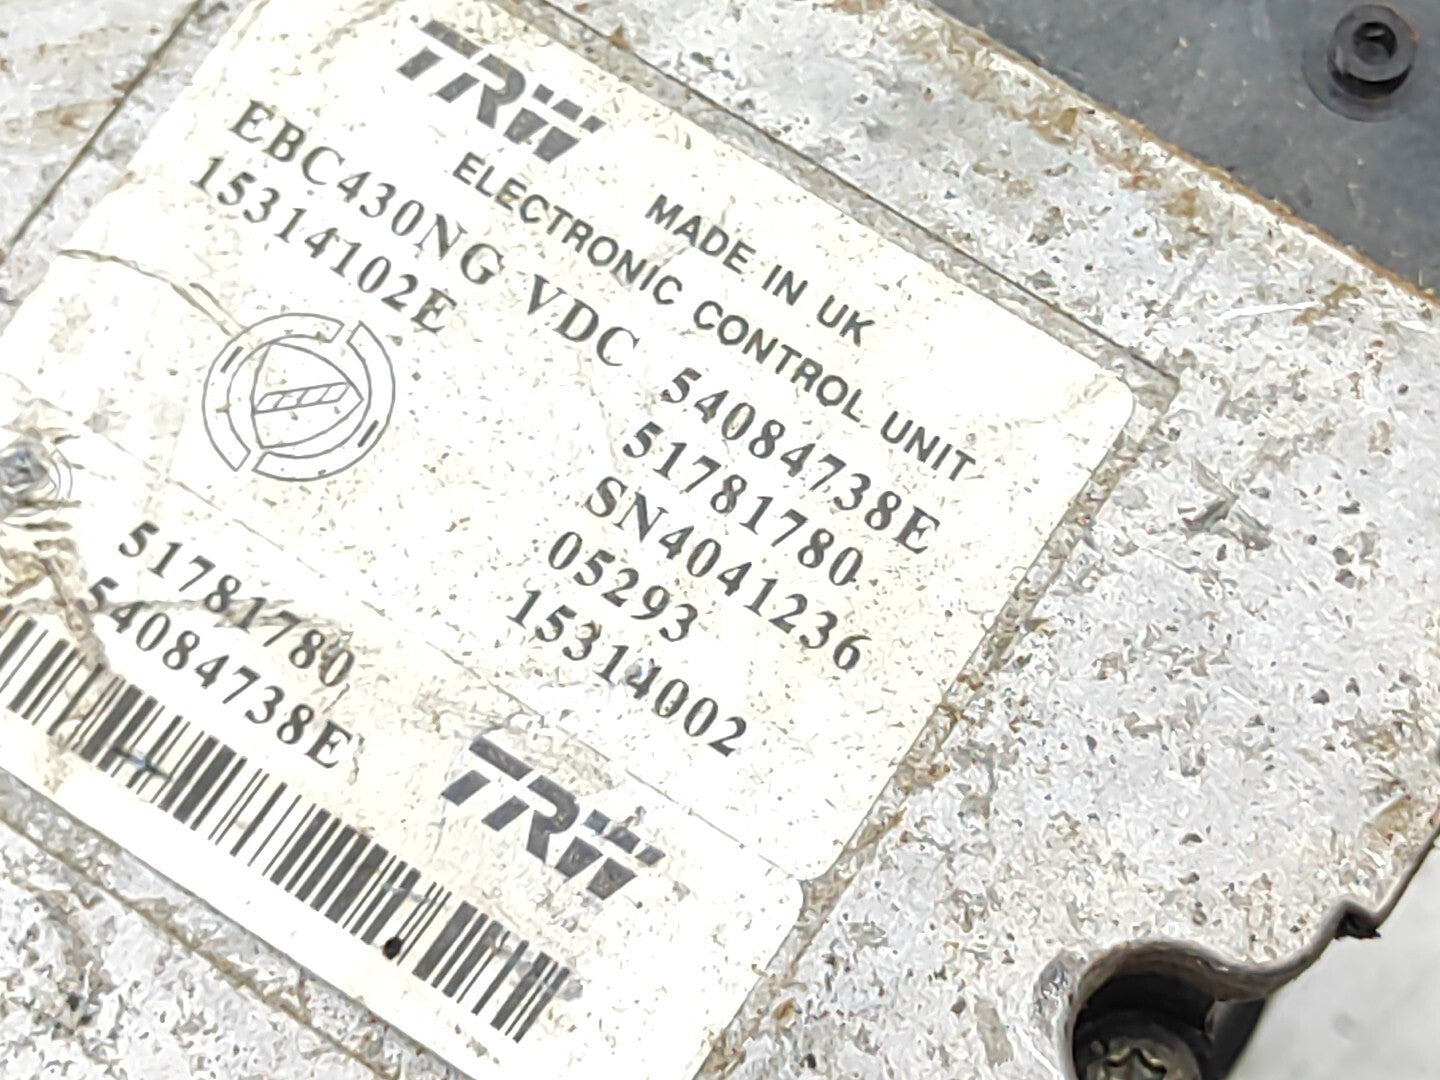 TRW
MADE IN UK
ELECTRONIC CONTROL UNIT
EBC430NG VDC 54084738E
15314102E
51781780
SN4041236
05293
15314002
51781780
54084738E
TRW